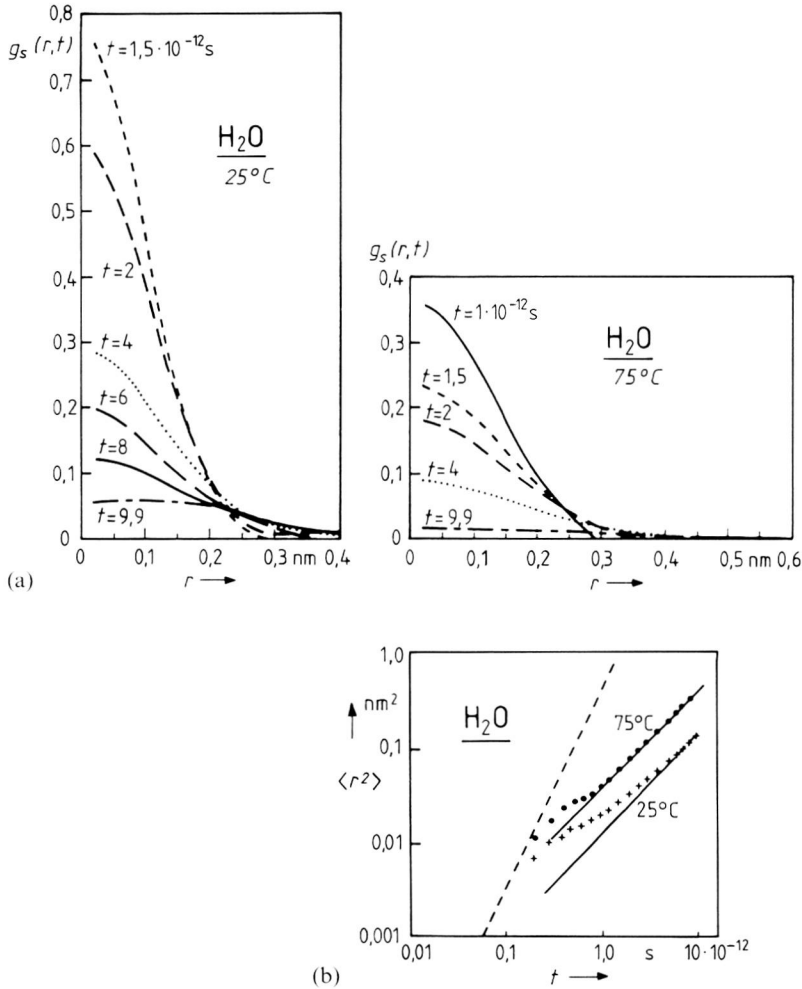 0,8
g_s (r,t)
t=1,5·10⁻¹²s
0,7
0,6
H₂O
25°C
0,5
0,4
t=2
0,3
t=4
0,2
t=6
t=8
0,1
t=9,9
0
0 0,1 0,2 0,3 nm 0,4
r →
(a)
g_s (r,t)
0,4
t=1·10⁻¹²s
0,3
H₂O
75°C
t=1,5
0,2
t=2
0,1
t=4
t=9,9
0
0 0,1 0,2 0,3 0,4 0,5 nm 0,6
r →
1,0
nm²
H₂O
75°C
0,1
⟨r²⟩
25°C
0,01
0,001
0,01 0,1 1,0 s 10·10⁻¹²
t →
(b)